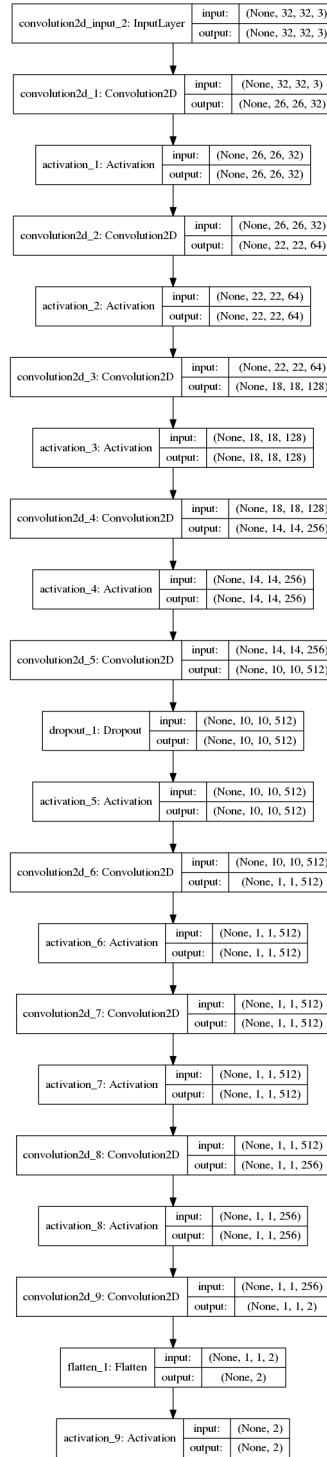 convolution2d_input_2: InputLayer input: (None, 32, 32, 3)
output: (None, 32, 32, 3)
convolution2d_1: Convolution2D input: (None, 32, 32, 3)
output: (None, 26, 26, 32)
activation_1: Activation input: (None, 26, 26, 32)
output: (None, 26, 26, 32)
convolution2d_2: Convolution2D input: (None, 26, 26, 32)
output: (None, 22, 22, 64)
activation_2: Activation input: (None, 22, 22, 64)
output: (None, 22, 22, 64)
convolution2d_3: Convolution2D input: (None, 22, 22, 64)
output: (None, 18, 18, 128)
activation_3: Activation input: (None, 18, 18, 128)
output: (None, 18, 18, 128)
convolution2d_4: Convolution2D input: (None, 18, 18, 128)
output: (None, 14, 14, 256)
activation_4: Activation input: (None, 14, 14, 256)
output: (None, 14, 14, 256)
convolution2d_5: Convolution2D input: (None, 14, 14, 256)
output: (None, 10, 10, 512)
dropout_1: Dropout input: (None, 10, 10, 512)
output: (None, 10, 10, 512)
activation_5: Activation input: (None, 10, 10, 512)
output: (None, 10, 10, 512)
convolution2d_6: Convolution2D input: (None, 10, 10, 512)
output: (None, 1, 1, 512)
activation_6: Activation input: (None, 1, 1, 512)
output: (None, 1, 1, 512)
convolution2d_7: Convolution2D input: (None, 1, 1, 512)
output: (None, 1, 1, 512)
activation_7: Activation input: (None, 1, 1, 512)
output: (None, 1, 1, 512)
convolution2d_8: Convolution2D input: (None, 1, 1, 512)
output: (None, 1, 1, 256)
activation_8: Activation input: (None, 1, 1, 256)
output: (None, 1, 1, 256)
convolution2d_9: Convolution2D input: (None, 1, 1, 256)
output: (None, 1, 1, 2)
flatten_1: Flatten input: (None, 1, 1, 2)
output: (None, 2)
activation_9: Activation input: (None, 2)
output: (None, 2)